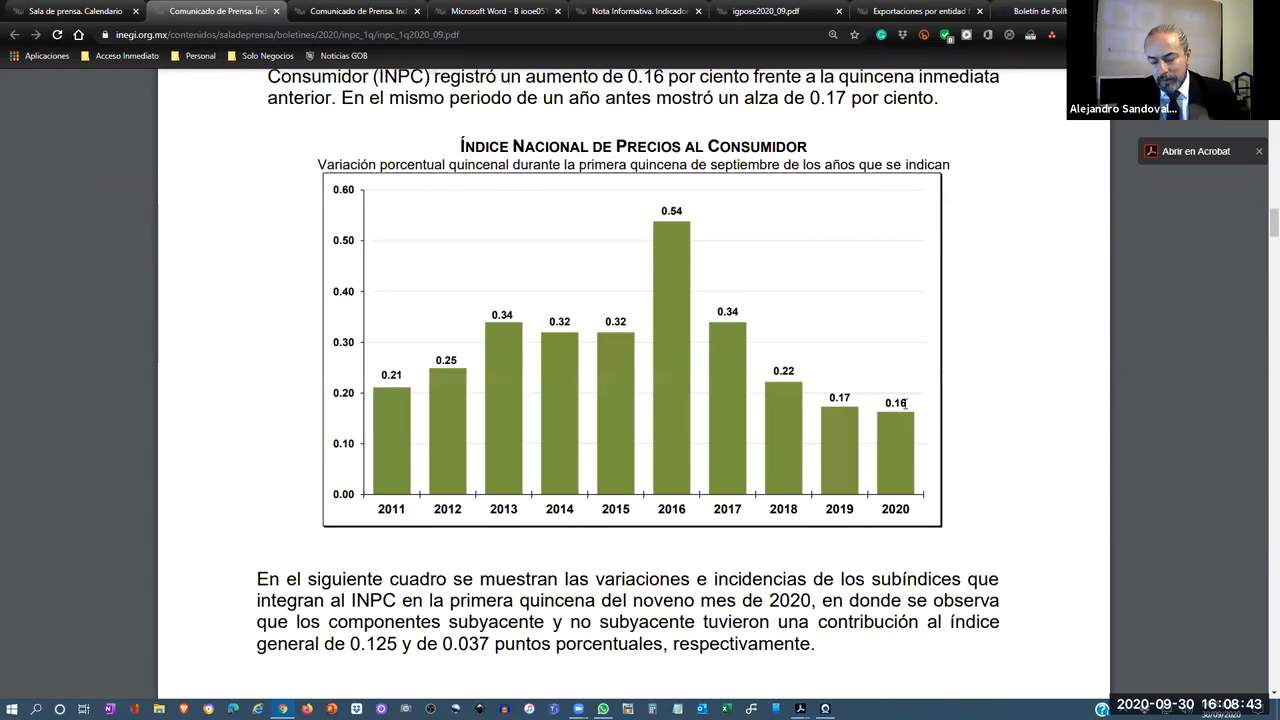 Sala de prensa. Calendario
Comunicado de Prensa. Índ
Comunicado de Prensa. Ind
Microsoft Word - B iooe05
Nota Informativa. Indicador
igpose2020_09.pdf
Exportaciones por entidad f
Boletín de Polí
inegi.org.mx/contenidos/saladeprensa/boletines/2020/inpc_1q/inpc_1q2020_09.pdf
Aplicaciones
Acceso Inmediato
Personal
Solo Negocios
Noticias GOB
Alejandro Sandoval...
Abrir en Acrobat
Consumidor (INPC) registró un aumento de 0.16 por ciento frente a la quincena inmediata
anterior. En el mismo periodo de un año antes mostró un alza de 0.17 por ciento.
ÍNDICE NACIONAL DE PRECIOS AL CONSUMIDOR
Variación porcentual quincenal durante la primera quincena de septiembre de los años que se indican
0.60
0.50
0.40
0.30
0.20
0.10
0.00
0.21
0.25
0.34
0.32
0.32
0.54
0.34
0.22
0.17
0.16
2011 2012 2013 2014 2015 2016 2017 2018 2019 2020
En el siguiente cuadro se muestran las variaciones e incidencias de los subíndices que
integran al INPC en la primera quincena del noveno mes de 2020, en donde se observa
que los componentes subyacente y no subyacente tuvieron una contribución al índice
general de 0.125 y de 0.037 puntos porcentuales, respectivamente.
2020-09-30 16:08:43
30/09/2020